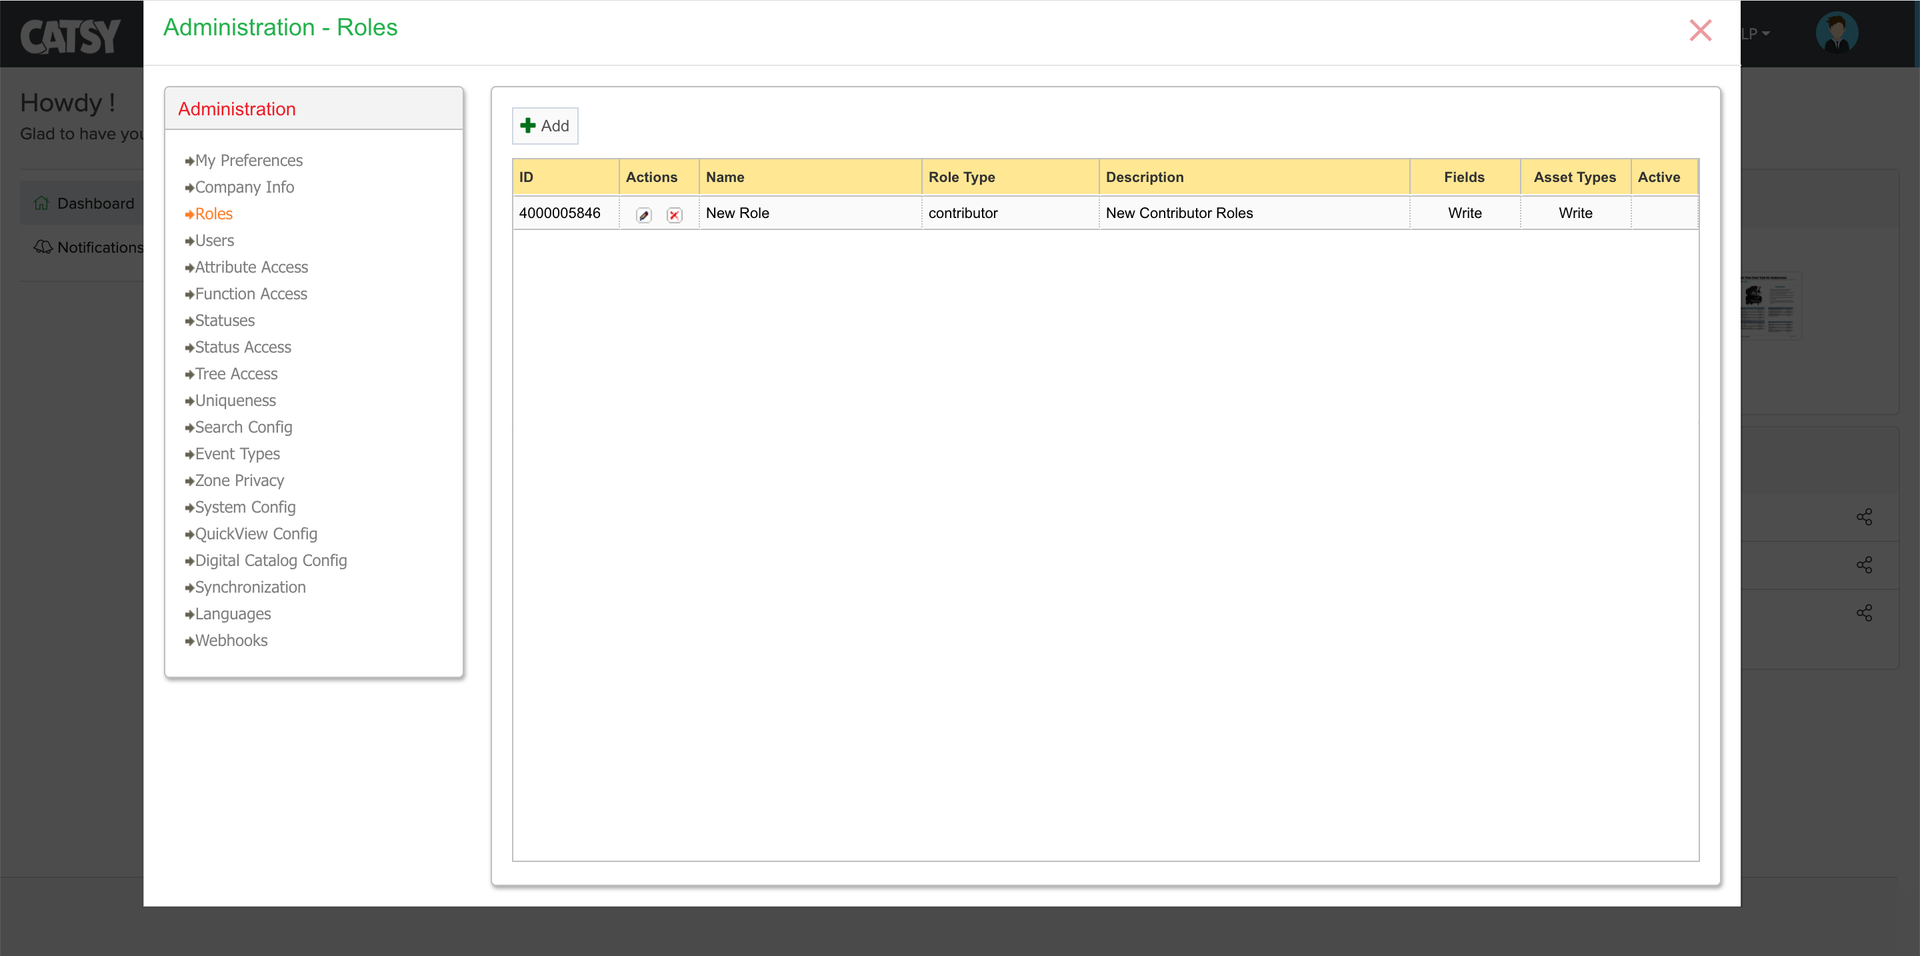 CATSY
Administration - Roles
LP
Howdy !
Glad to have you
Dashboard
Notifications
Administration
My Preferences
Company Info
Roles
Users
Attribute Access
Function Access
Statuses
Status Access
Tree Access
Uniqueness
Search Config
Event Types
Zone Privacy
System Config
QuickView Config
Digital Catalog Config
Synchronization
Languages
Webhooks
Add
ID Actions Name Role Type Description Fields Asset Types Active
4000005846 New Role contributor New Contributor Roles Write Write